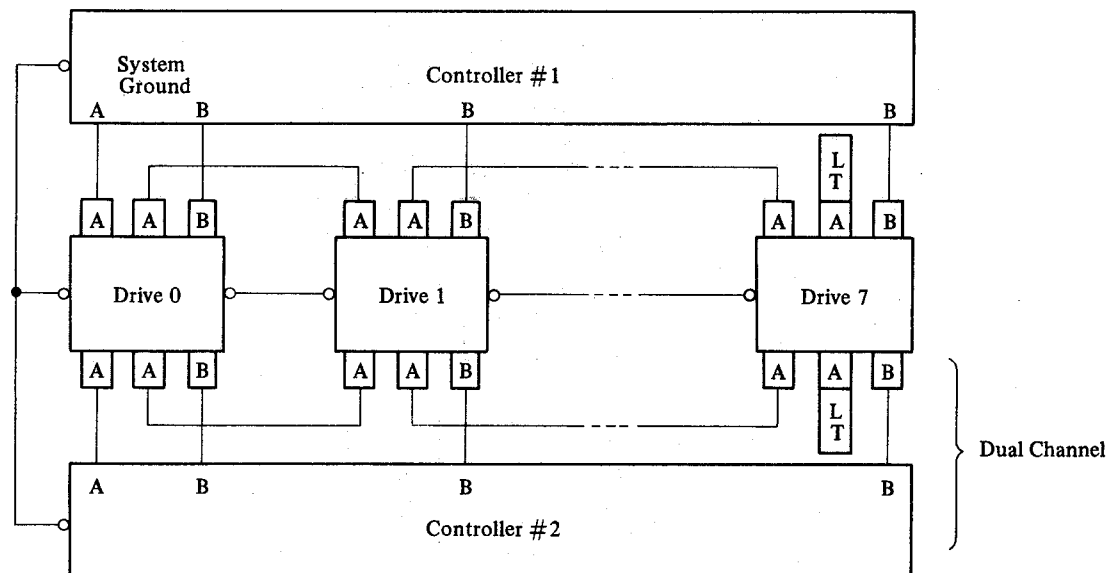 System
Ground
Controller #1
A B B B
L
T
A A B A A B A A B
Drive 0 Drive 1 Drive 7
A A B A A B A A B
L
T
Dual Channel
A B B B
Controller #2